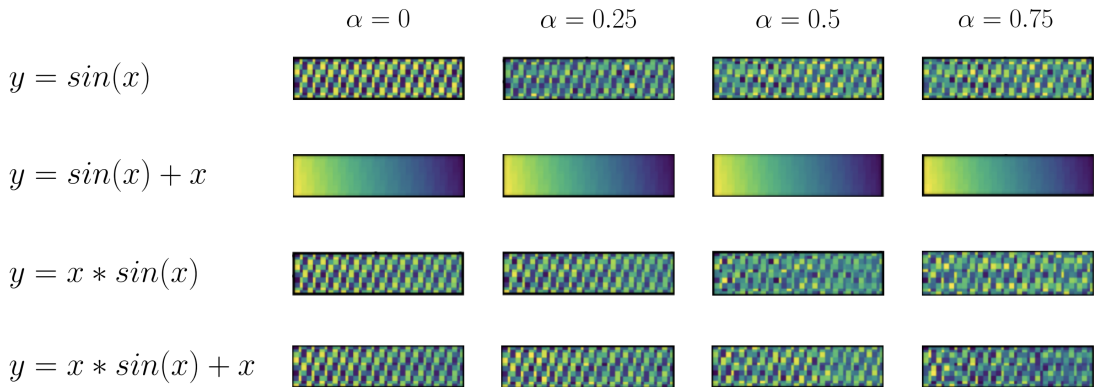 α = 0 α = 0.25 α = 0.5 α = 0.75
y = sin(x)
y = sin(x) + x
y = x * sin(x)
y = x * sin(x) + x